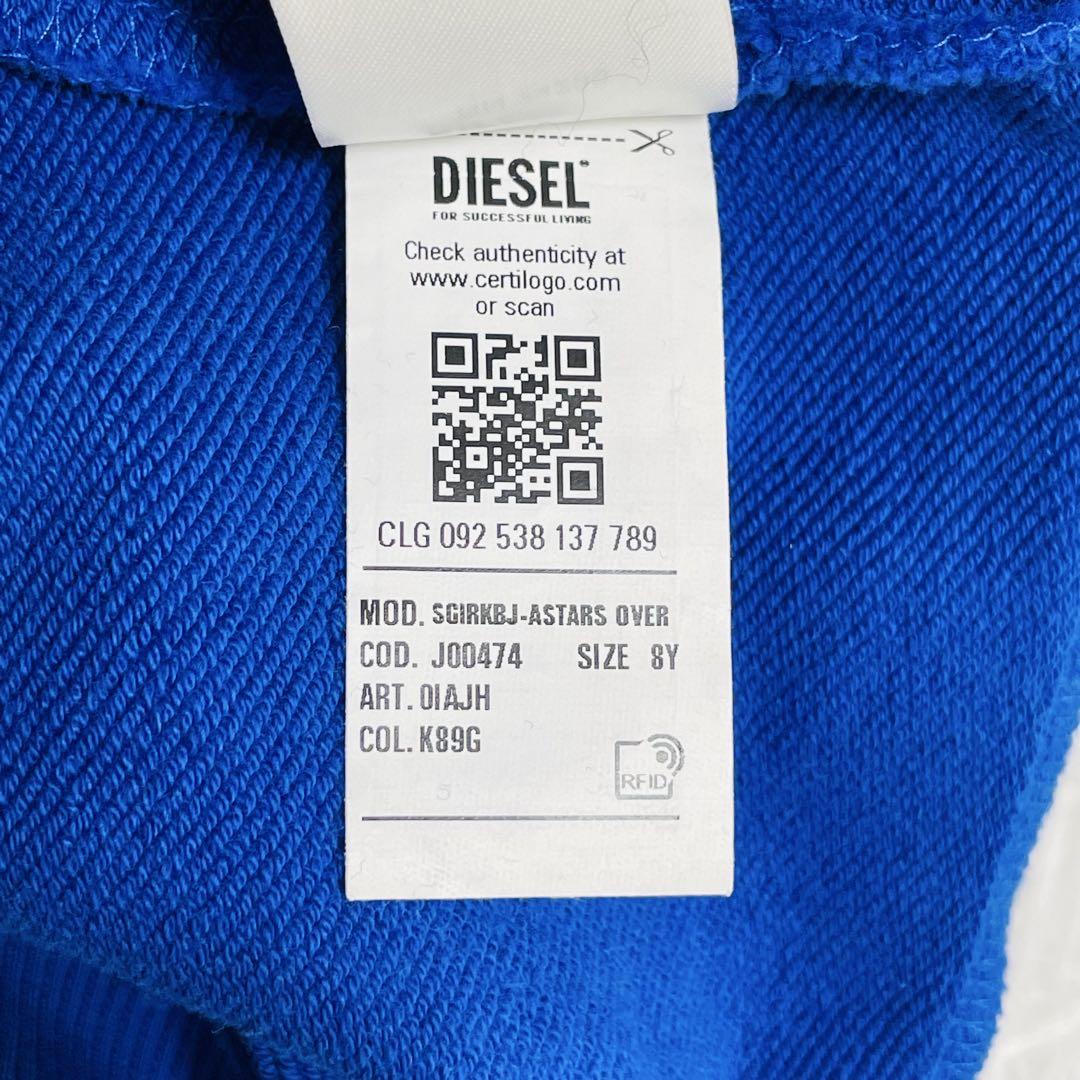 DIESEL
FOR SUCCESSFUL LIVING
Check authenticity at
www.certilogo.com
or scan
CLG 092 538 137 789
MOD. SGIRKBJ-ASTARS OVER
COD. J00474 SIZE 8Y
ART. 0IAJH
COL. K89G
RFID
5